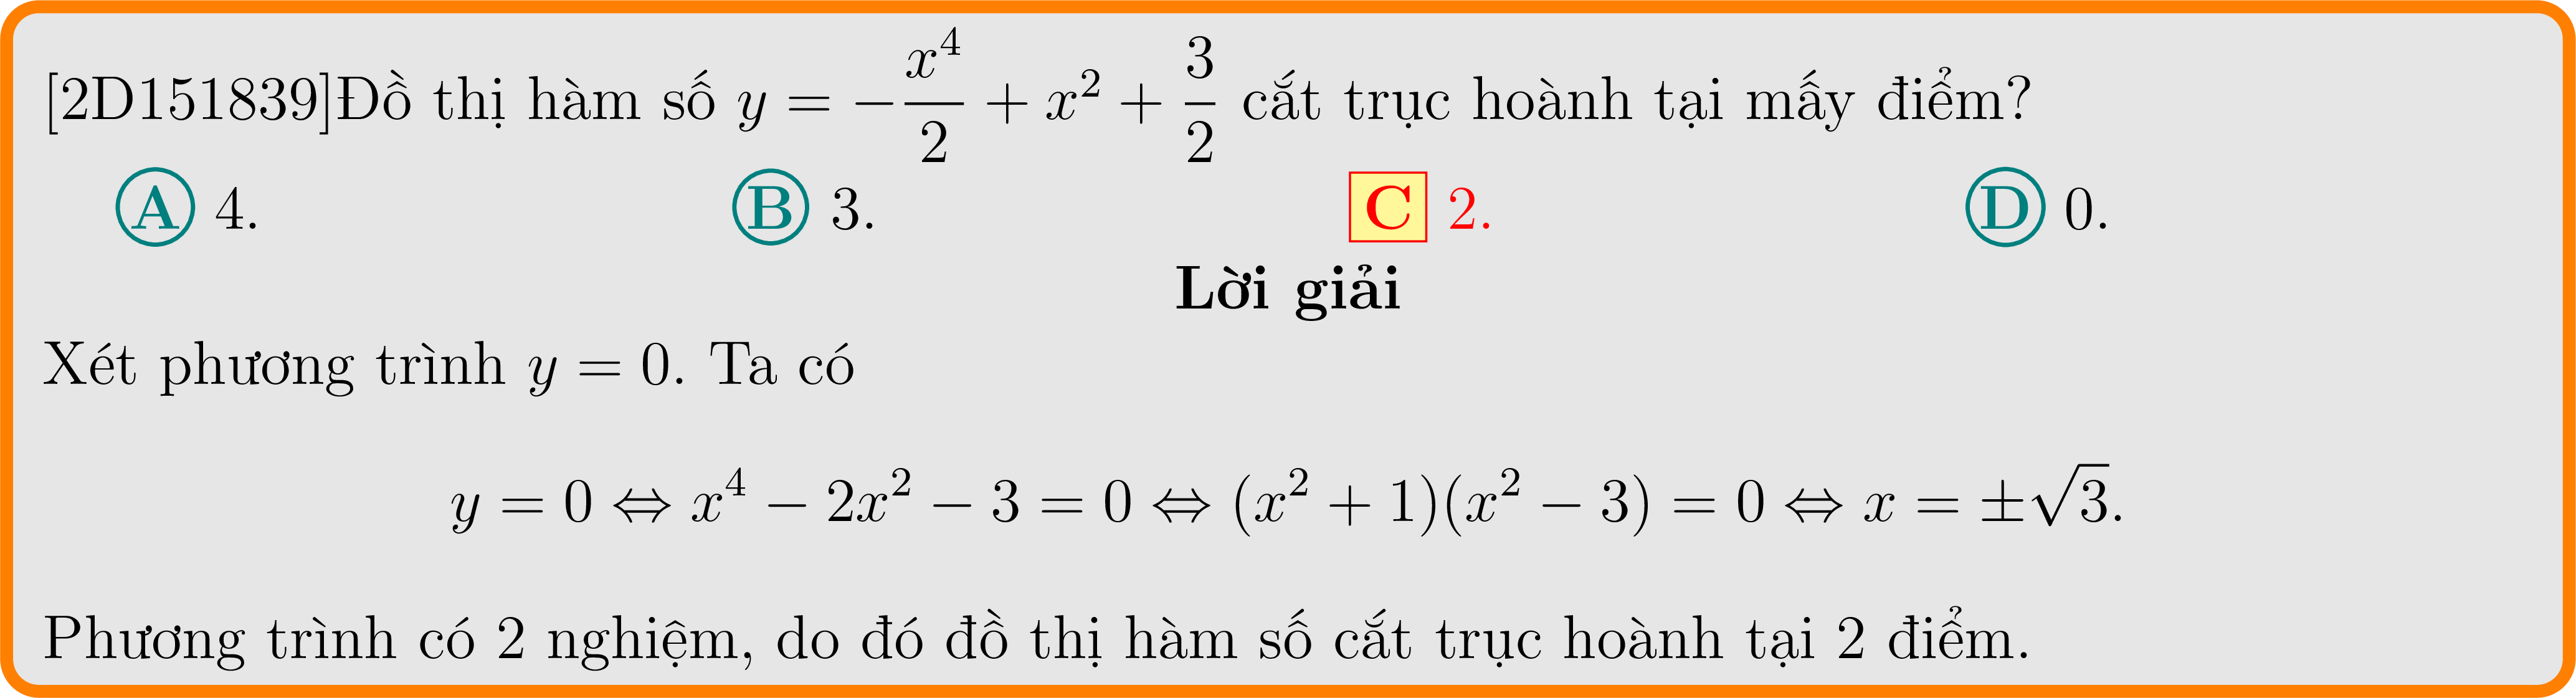 [2D151839]Đồ thị hàm số $y = -\dfrac{x^4}{2} + x^2 + \dfrac{3}{2}$ cắt trục hoành tại mấy điểm?
A 4. B 3. C 2. D 0.
Lời giải
Xét phương trình $y = 0$. Ta có
$y = 0 \Leftrightarrow x^4 - 2x^2 - 3 = 0 \Leftrightarrow (x^2 + 1)(x^2 - 3) = 0 \Leftrightarrow x = \pm\sqrt{3}.$
Phương trình có 2 nghiệm, do đó đồ thị hàm số cắt trục hoành tại 2 điểm.